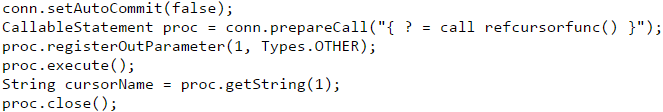 conn.setAutoCommit(false);
CallableStatement proc = conn.prepareCall("{ ? = call refcursorfunc() }");
proc.registerOutParameter(1, Types.OTHER);
proc.execute();
String cursorName = proc.getString(1);
proc.close();